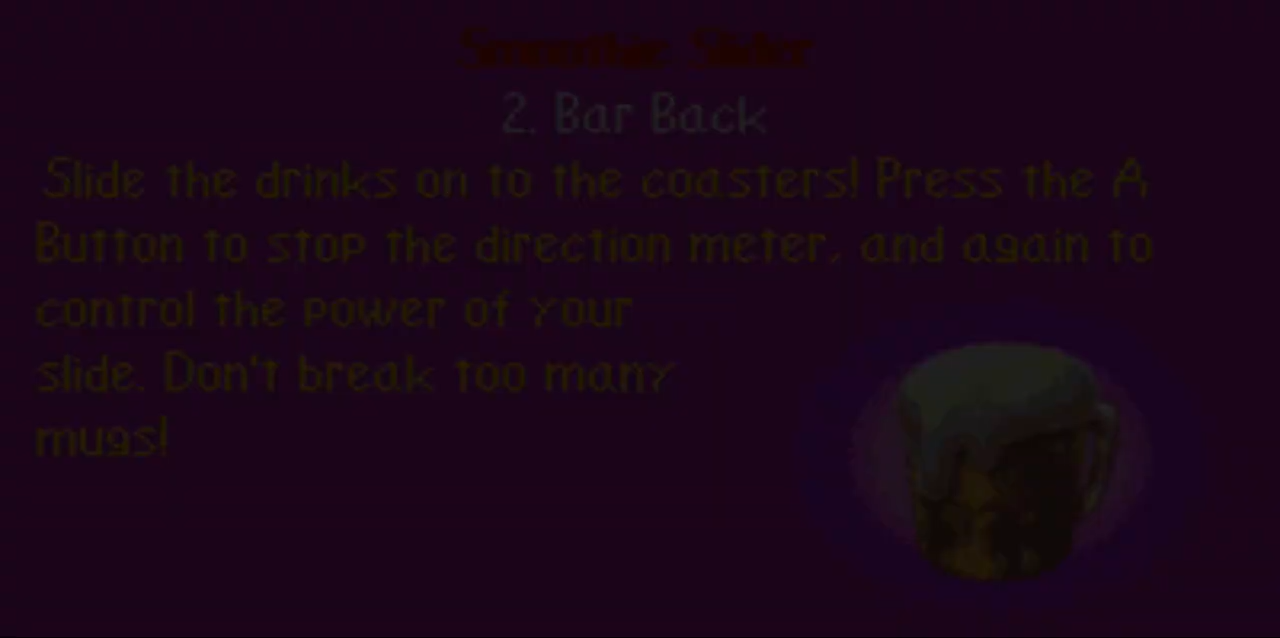 Smoothie Slider
2. Bar Back
Slide the drinks on to the coasters! Press the A
Button to stop the direction meter, and again to
control the power of your
slide. Don't break too many
mugs!